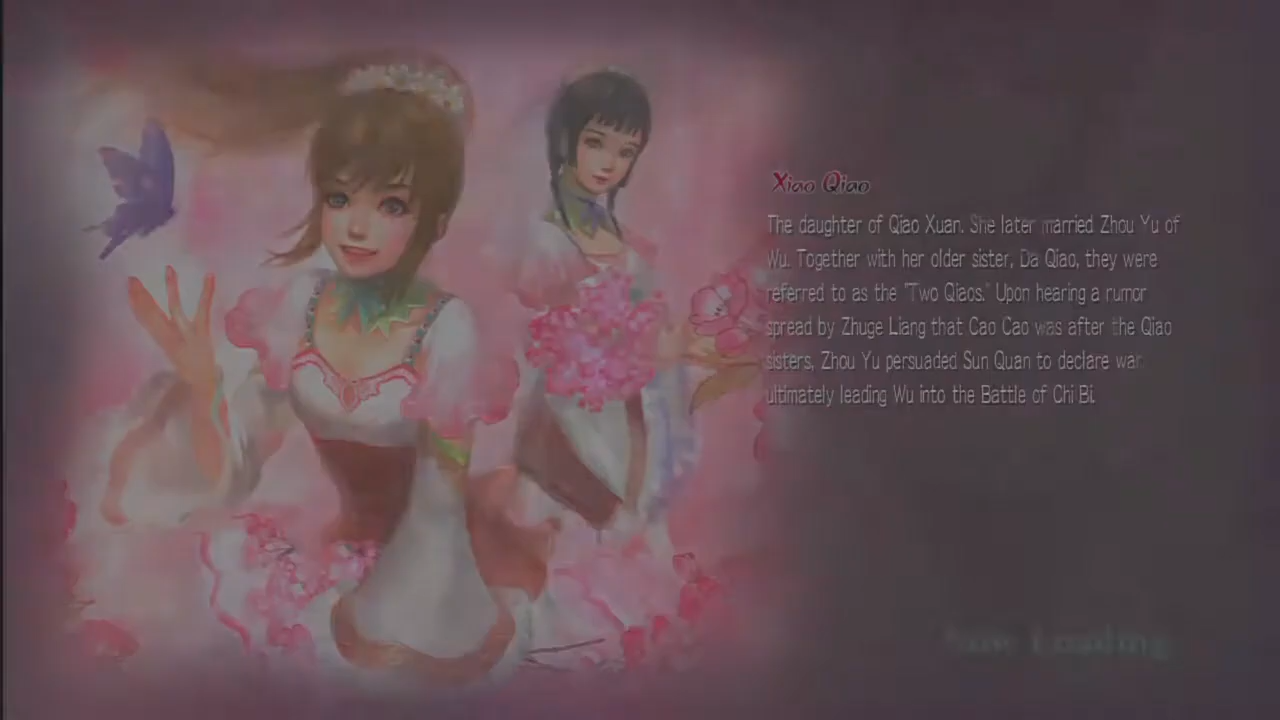 Xiao Qiao
The daughter of Qiao Xuan. She later married Zhou Yu of
Wu. Together with her older sister, Da Qiao, they were
referred to as the "Two Qiaos." Upon hearing a rumor
spread by Zhuge Liang that Cao Cao was after the Qiao
sisters, Zhou Yu persuaded Sun Quan to declare war,
ultimately leading Wu into the Battle of Chi Bi.
Now Loading